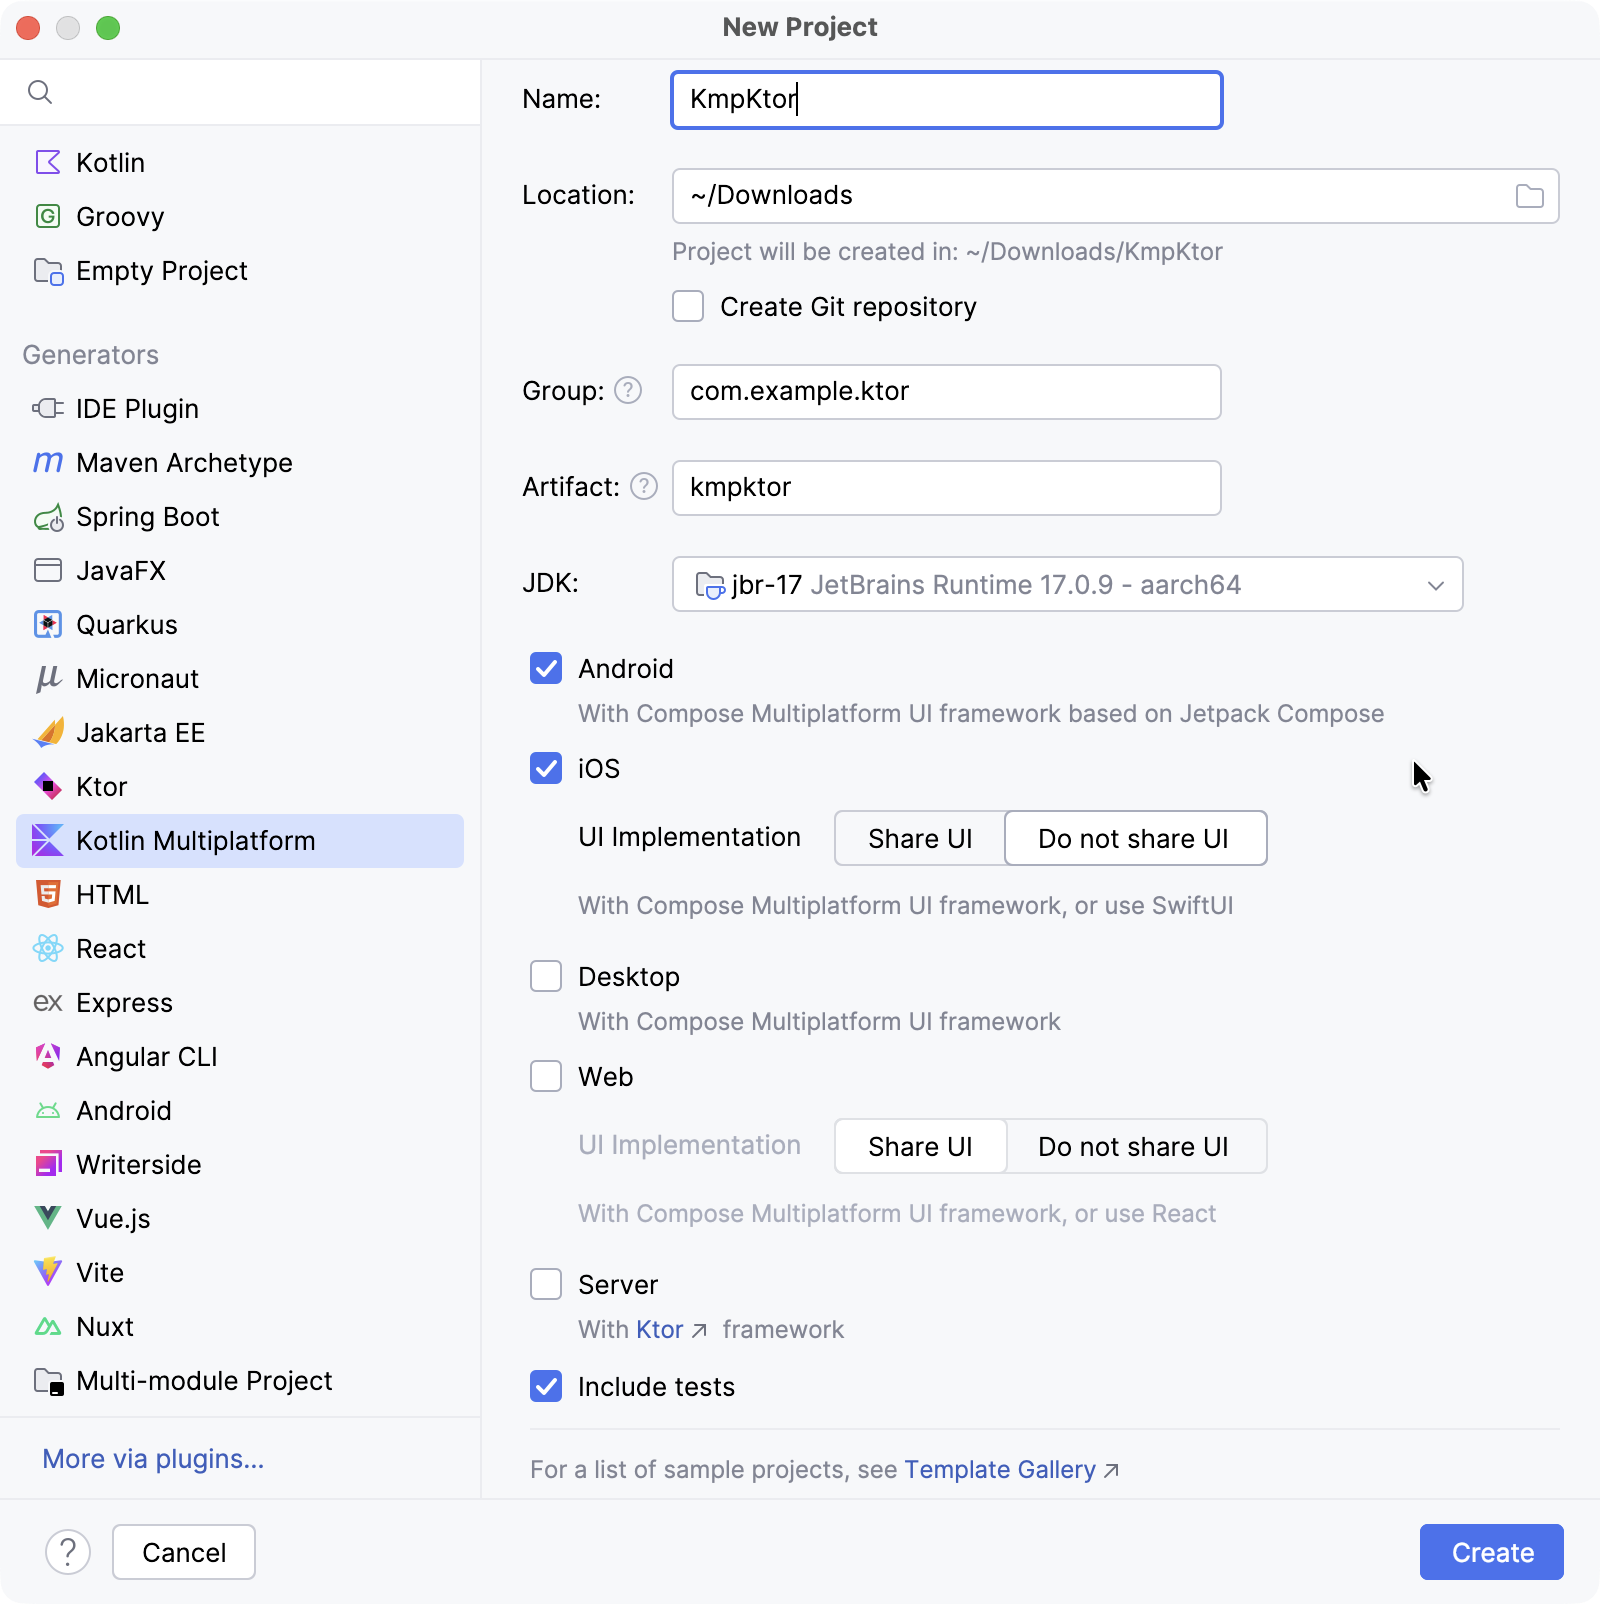 New Project
Kotlin
Groovy
Empty Project
Generators
IDE Plugin
Maven Archetype
Spring Boot
JavaFX
Quarkus
Micronaut
Jakarta EE
Ktor
Kotlin Multiplatform
HTML
React
ex Express
Angular CLI
Android
Writerside
Vue.js
Vite
Nuxt
Multi-module Project
More via plugins...
Name: KmpKtor
Location: ~/Downloads
Project will be created in: ~/Downloads/KmpKtor
Create Git repository
Group: ? com.example.ktor
Artifact: ? kmpktor
JDK: jbr-17 JetBrains Runtime 17.0.9 - aarch64
Android
With Compose Multiplatform UI framework based on Jetpack Compose
iOS
UI Implementation Share UI Do not share UI
With Compose Multiplatform UI framework, or use SwiftUI
Desktop
With Compose Multiplatform UI framework
Web
UI Implementation Share UI Do not share UI
With Compose Multiplatform UI framework, or use React
Server
With Ktor ↗ framework
Include tests
For a list of sample projects, see Template Gallery ↗
? Cancel Create